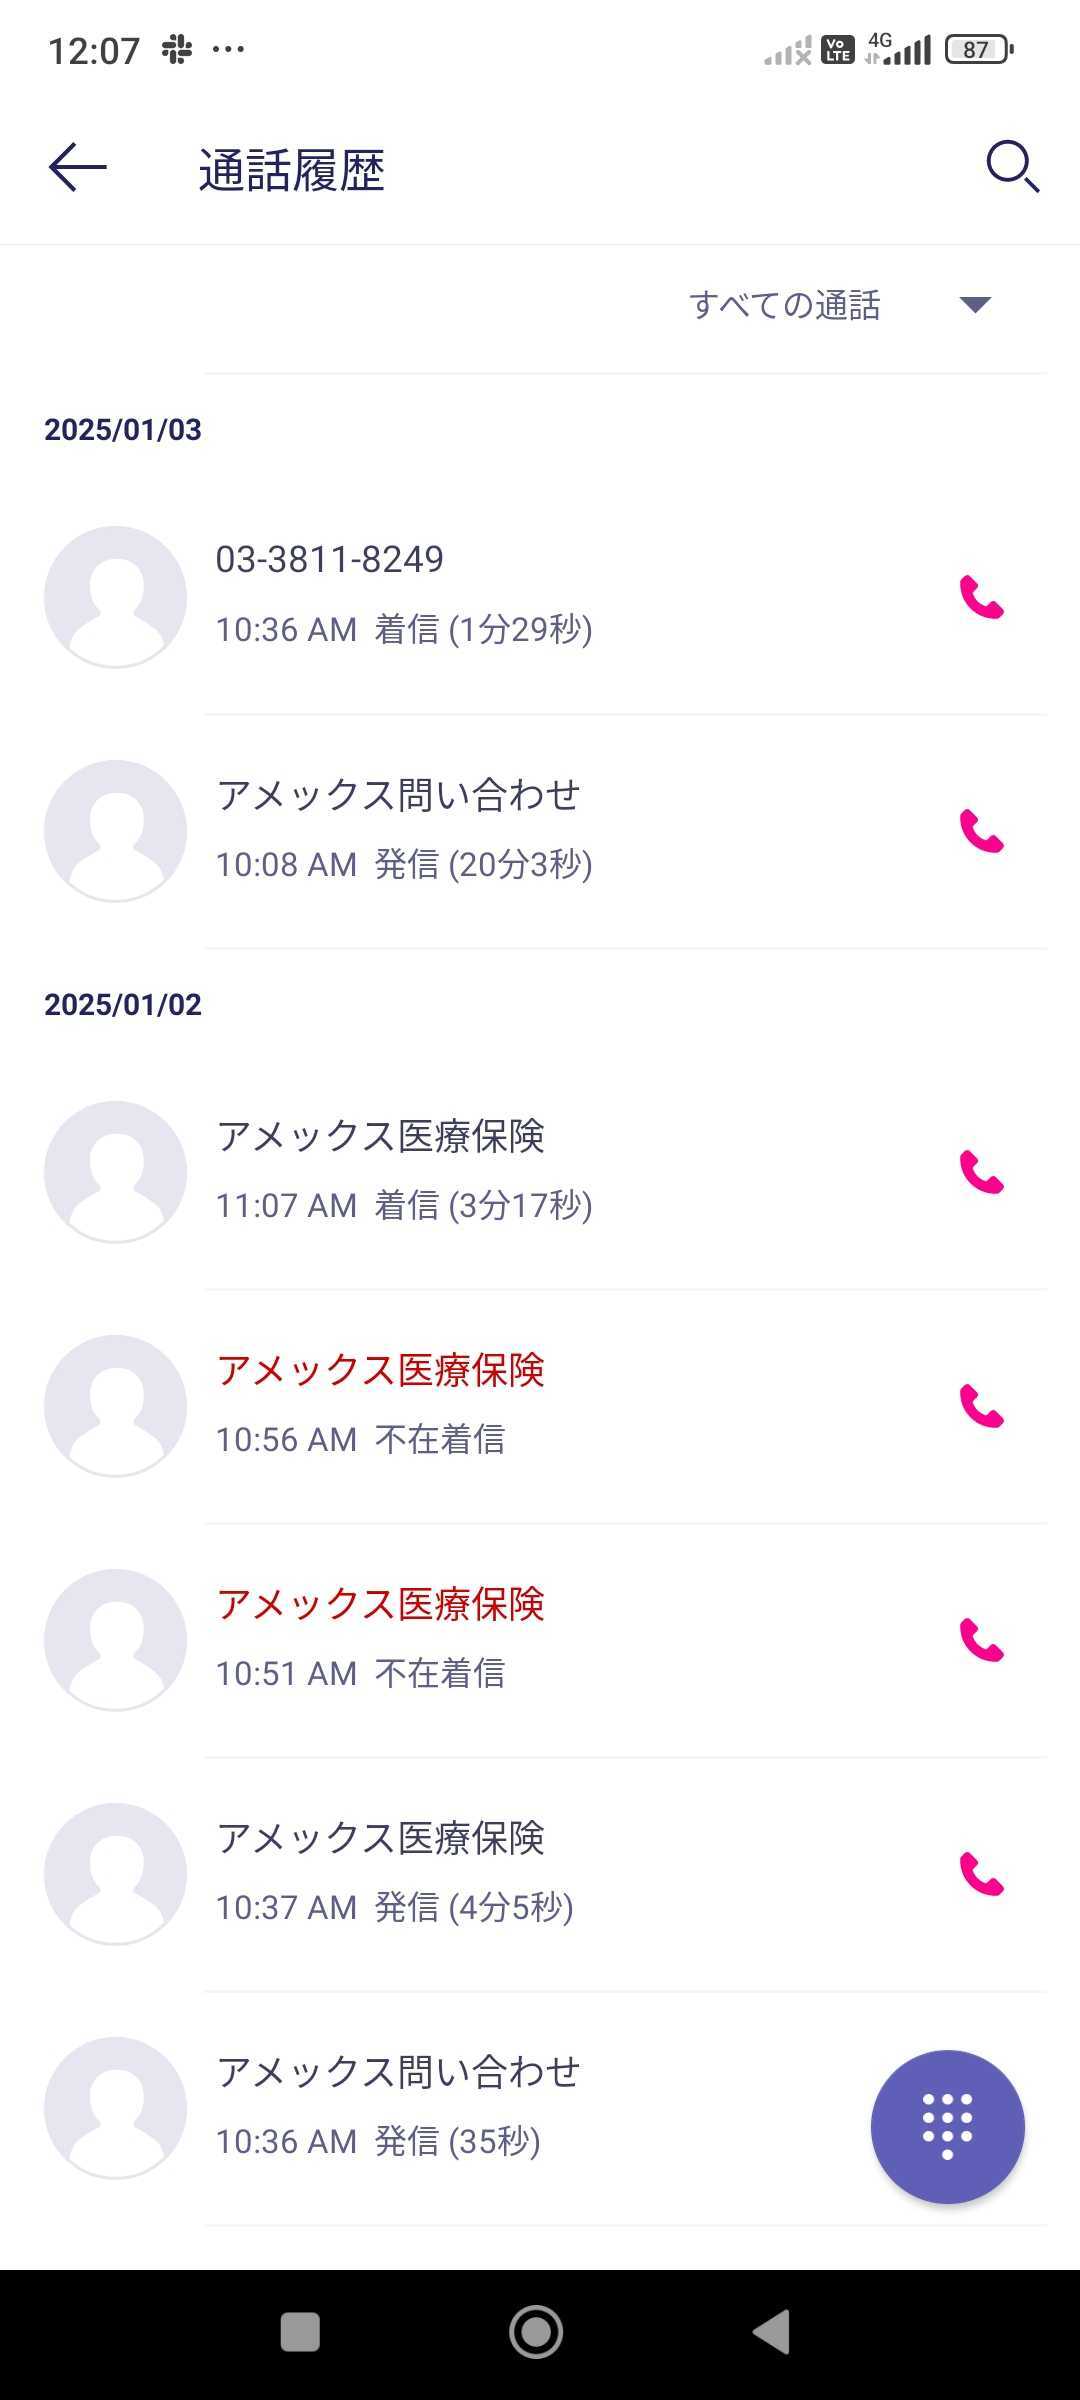 12:07
Vo LTE 4G 87
通話履歴
すべての通話
2025/01/03
03-3811-8249
10:36 AM 着信 (1分29秒)
アメックス問い合わせ
10:08 AM 発信 (20分3秒)
2025/01/02
アメックス医療保険
11:07 AM 着信 (3分17秒)
アメックス医療保険
10:56 AM 不在着信
アメックス医療保険
10:51 AM 不在着信
アメックス医療保険
10:37 AM 発信 (4分5秒)
アメックス問い合わせ
10:36 AM 発信 (35秒)